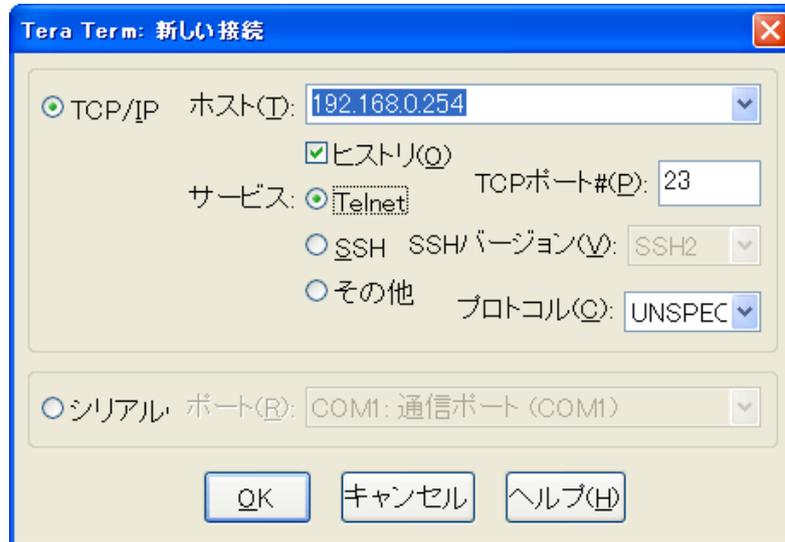 Tera Term: 新しい接続
TCP/IP ホスト(T): 192.168.0.254
ヒストリ(O)
サービス: Telnet TCPポート#(P): 23
SSH SSHバージョン(V): SSH2
その他 プロトコル(C): UNSPEC
シリアル ポート(R): COM1: 通信ポート (COM1)
OK キャンセル ヘルプ(H)